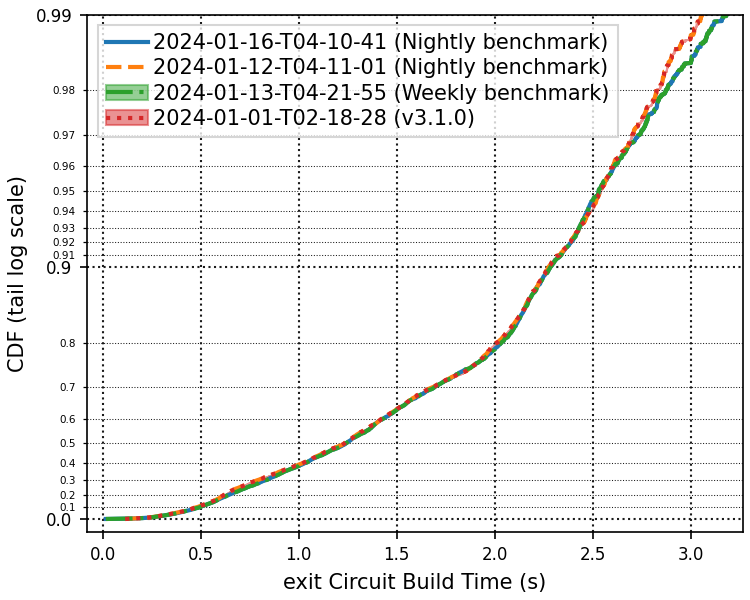 0.99
2024-01-16-T04-10-41 (Nightly benchmark)
2024-01-12-T04-11-01 (Nightly benchmark)
2024-01-13-T04-21-55 (Weekly benchmark)
2024-01-01-T02-18-28 (v3.1.0)
0.98
0.97
0.96
0.95
0.94
0.93
0.92
0.91
0.9
0.8
0.7
0.6
0.5
0.4
0.3
0.2
0.1
0.0
CDF (tail log scale)
0.0 0.5 1.0 1.5 2.0 2.5 3.0
exit Circuit Build Time (s)